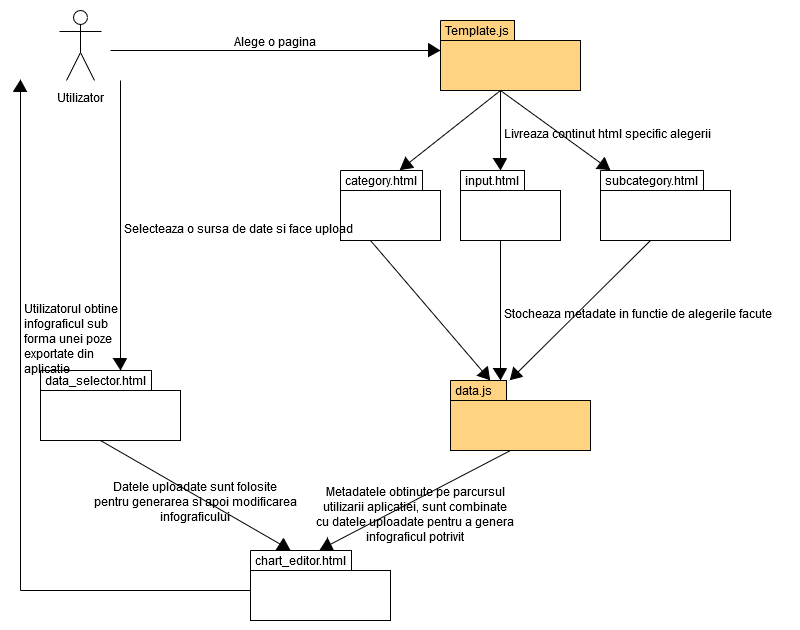 Template.js
Alege o pagina
Utilizator
Livreaza continut html specific alegerii
category.html
input.html
subcategory.html
Selecteaza o sursa de date si face upload
Utilizatorul obtine
infograficul sub
forma unei poze
exportate din
aplicatie
Stocheaza metadate in functie de alegerile facute
data_selector.html
data.js
Datele uploadate sunt folosite
pentru generarea si apoi modificarea
infograficului
Metadatele obtinute pe parcursul
utilizarii aplicatiei, sunt combinate
cu datele uploadate pentru a genera
infograficul potrivit
chart_editor.html